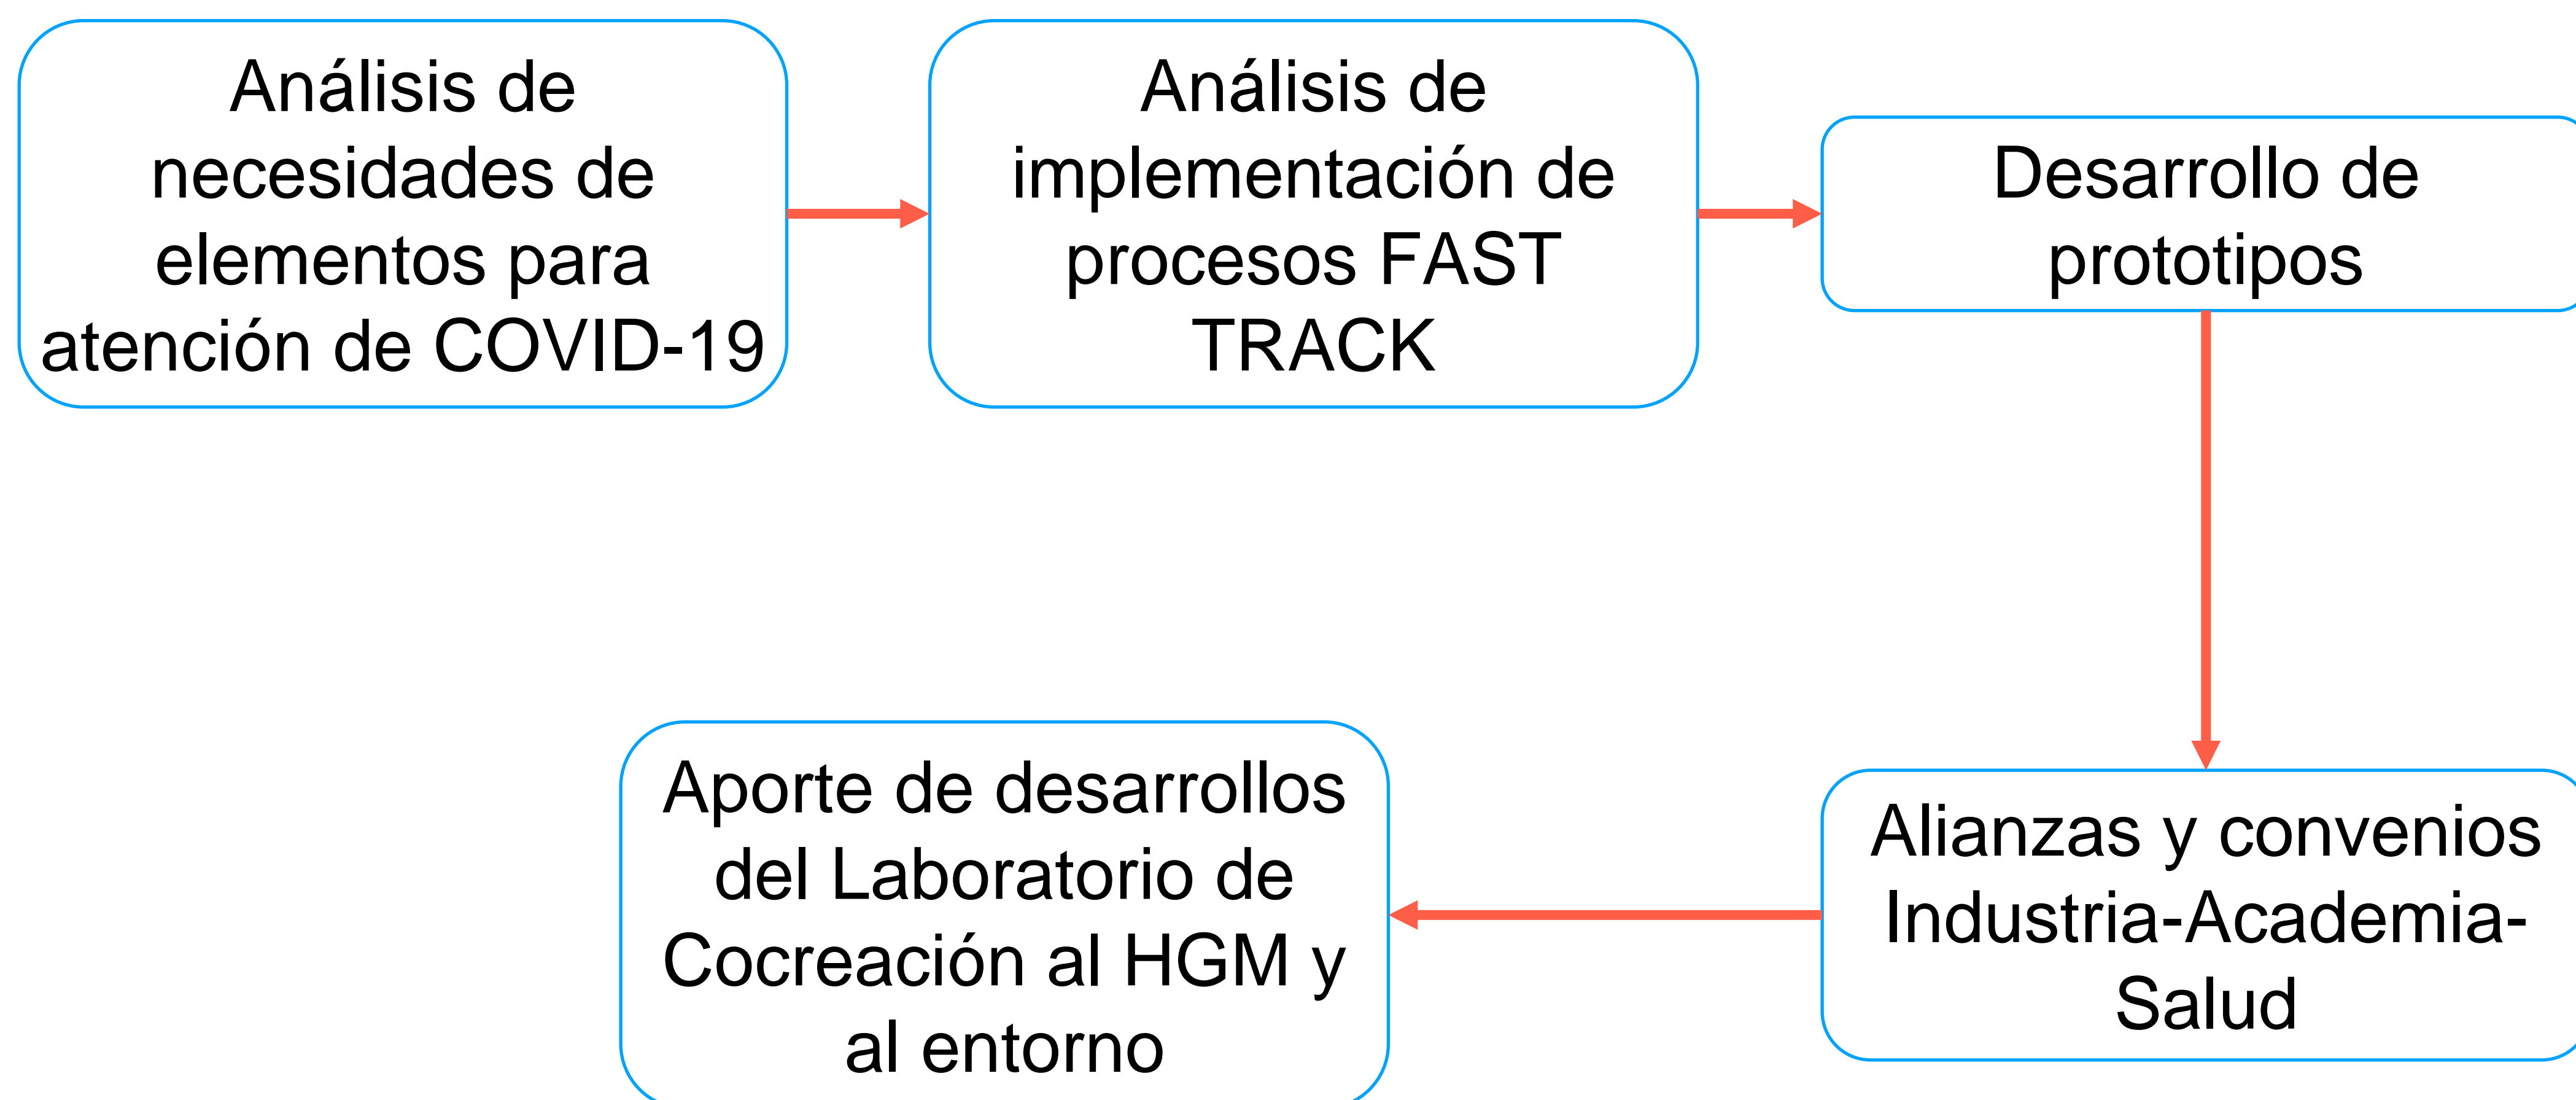 Análisis de
necesidades de
elementos para
atención de COVID-19
Análisis de
implementación de
procesos FAST
TRACK
Desarrollo de
prototipos
Alianzas y convenios
Industria-Academia-
Salud
Aporte de desarrollos
del Laboratorio de
Cocreación al HGM y
al entorno